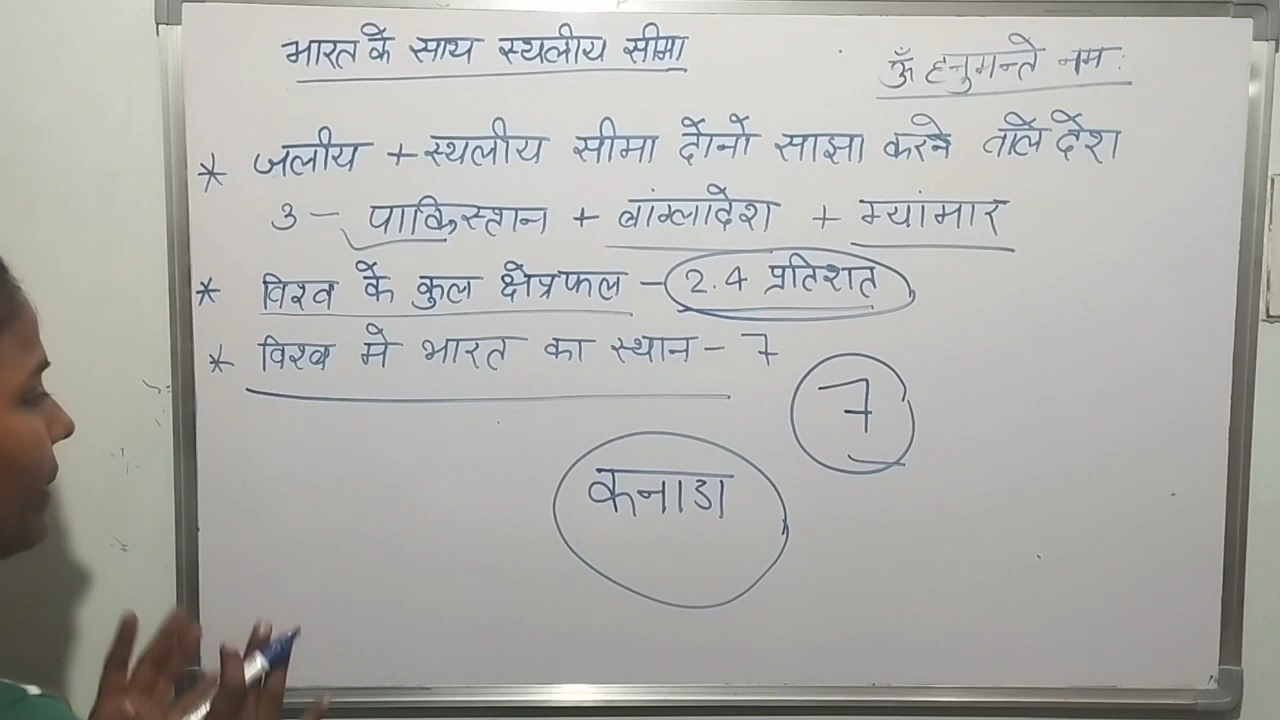 भारत के साथ स्थलीय सीमा
ॐ हनुमन्ते नमः
* जलीय + स्थलीय सीमा दोनों साझा करने वाले देश
3 - पाकिस्तान + बांग्लादेश + म्यांमार
* विश्व के कुल क्षेत्रफल - 2.4 प्रतिशत
* विश्व मे भारत का स्थान - 7
7
कनाडा